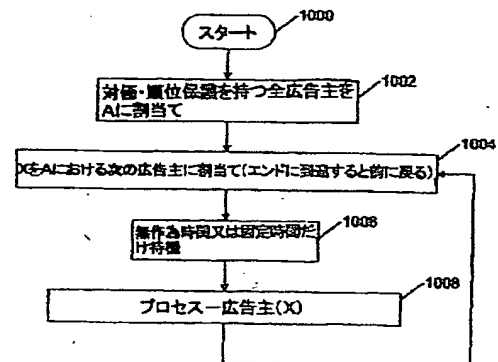 1000
スタート
1002
対価・順位保護を持つ全広告主を
Aに割当て
1004
XをAにおける次の広告主に割当て(エンドに到達すると前に戻る)
1006
無作為時間又は固定時間だ
け待機
1008
プロセス—広告主(X)